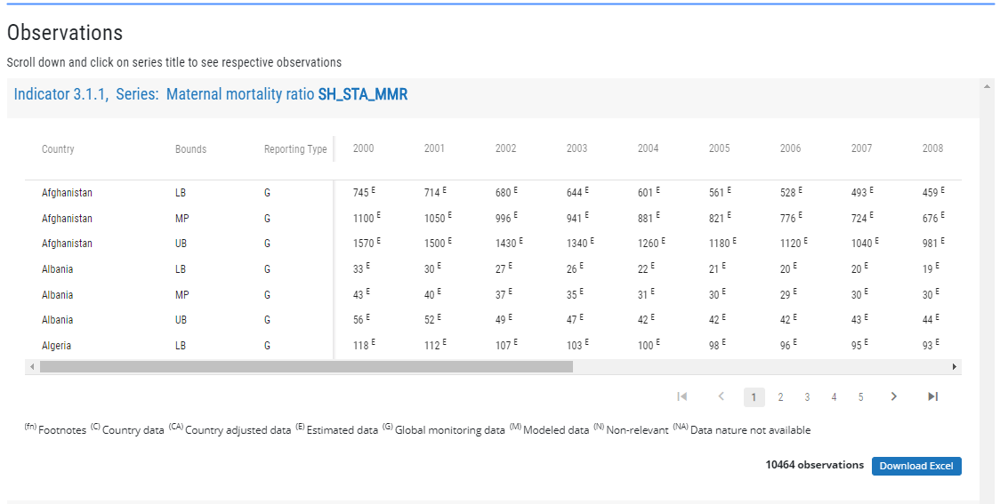 Observations
Scroll down and click on series title to see respective observations
Indicator 3.1.1, Series: Maternal mortality ratio SH_STA_MMR
Country Bounds Reporting Type 2000 2001 2002 2003 2004 2005 2006 2007 2008
Afghanistan LB G 745 E 714 E 680 E 644 E 601 E 561 E 528 E 493 E 459 E
Afghanistan MP G 1100 E 1050 E 996 E 941 E 881 E 821 E 776 E 724 E 676 E
Afghanistan UB G 1570 E 1500 E 1430 E 1340 E 1260 E 1180 E 1120 E 1040 E 981 E
Albania LB G 33 E 30 E 27 E 26 E 22 E 21 E 20 E 20 E 19 E
Albania MP G 43 E 40 E 37 E 35 E 31 E 30 E 29 E 30 E 30 E
Albania UB G 56 E 52 E 49 E 47 E 42 E 42 E 42 E 43 E 44 E
Algeria LB G 118 E 112 E 107 E 103 E 100 E 98 E 96 E 95 E 93 E
1 2 3 4 5
(fn) Footnotes (C) Country data (CA) Country adjusted data (E) Estimated data (G) Global monitoring data (M) Modeled data (N) Non-relevant (NA) Data nature not available
10464 observations Download Excel